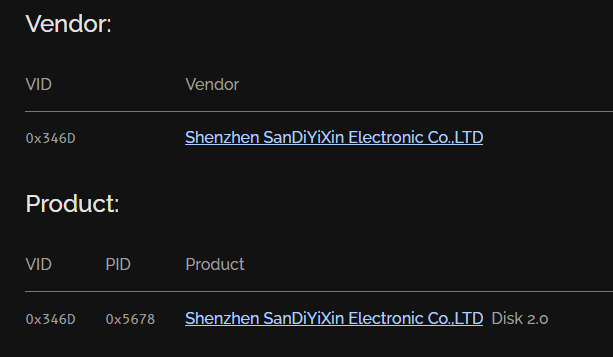 Vendor:
VID Vendor
0x346D Shenzhen SanDiYiXin Electronic Co.,LTD
Product:
VID PID Product
0x346D 0x5678 Shenzhen SanDiYiXin Electronic Co.,LTD Disk 2.0